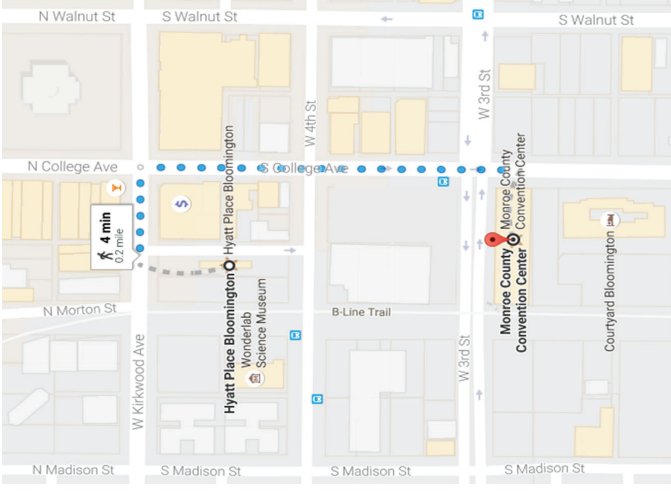 N Walnut St
S Walnut St
S Walnut St
W 4th St
W 3rd St
N College Ave
S College Ave
$
4 min
0.2 mile
Hyatt Place Bloomington
Hyatt Place Bloomington
Monroe County
Convention Center
Monroe County
Convention Center
Courtyard Bloomington
N Morton St
Wonderlab
Science Museum
B-Line Trail
W Kirkwood Ave
W 3rd St
N Madison St
S Madison St
S Madison St
S Madison St